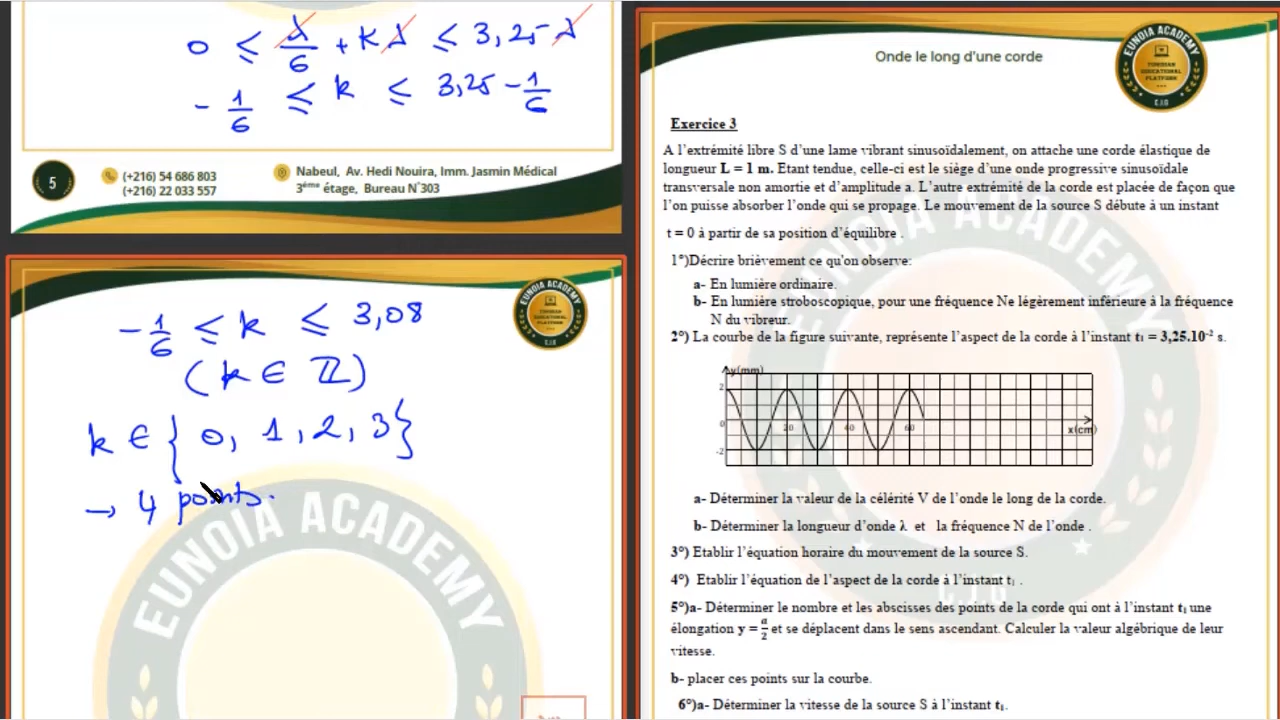 0 ≤ λ/6 + kλ ≤ 3,25 λ
- 1/6 ≤ k ≤ 3,25 - 1/6
5
(+216) 54 686 803
(+216) 22 033 557
Nabeul, Av. Hedi Nouira, Imm. Jasmin Médical
3éme étage, Bureau N°303
EUNOIA ACADEMY
- 1/6 ≤ k ≤ 3,08
(k ∈ ℤ)
k ∈ {0, 1, 2, 3}
→ 4 points.
EUNOIA ACADEMY
Onde le long d'une corde
EUNOIA ACADEMY
TUNISIAN
EDUCATIONAL
PLATFORM
C.J.G
Exercice 3
A l'extrémité libre S d'une lame vibrant sinusoïdalement, on attache une corde élastique de
longueur L = 1 m. Etant tendue, celle-ci est le siège d'une onde progressive sinusoïdale
transversale non amortie et d'amplitude a. L'autre extrémité de la corde est placée de façon que
l'on puisse absorber l'onde qui se propage. Le mouvement de la source S débute à un instant
t = 0 à partir de sa position d'équilibre .
1°)Décrire brièvement ce qu'on observe:
a- En lumière ordinaire.
b- En lumière stroboscopique, pour une fréquence Ne légèrement inférieure à la fréquence
N du vibreur.
2°) La courbe de la figure suivante, représente l'aspect de la corde à l'instant t₁ = 3,25.10⁻² s.
y(mm)
2
0
-2
20 40 60
x(cm)
a- Déterminer la valeur de la célérité V de l'onde le long de la corde.
b- Déterminer la longueur d'onde λ et la fréquence N de l'onde .
3°) Etablir l'équation horaire du mouvement de la source S.
4°) Etablir l'équation de l'aspect de la corde à l'instant t₁ .
5°)a- Déterminer le nombre et les abscisses des points de la corde qui ont à l'instant t₁ une
élongation y = a/2 et se déplacent dans le sens ascendant. Calculer la valeur algébrique de leur
vitesse.
b- placer ces points sur la courbe.
6°)a- Déterminer la vitesse de la source S à l'instant t₁.